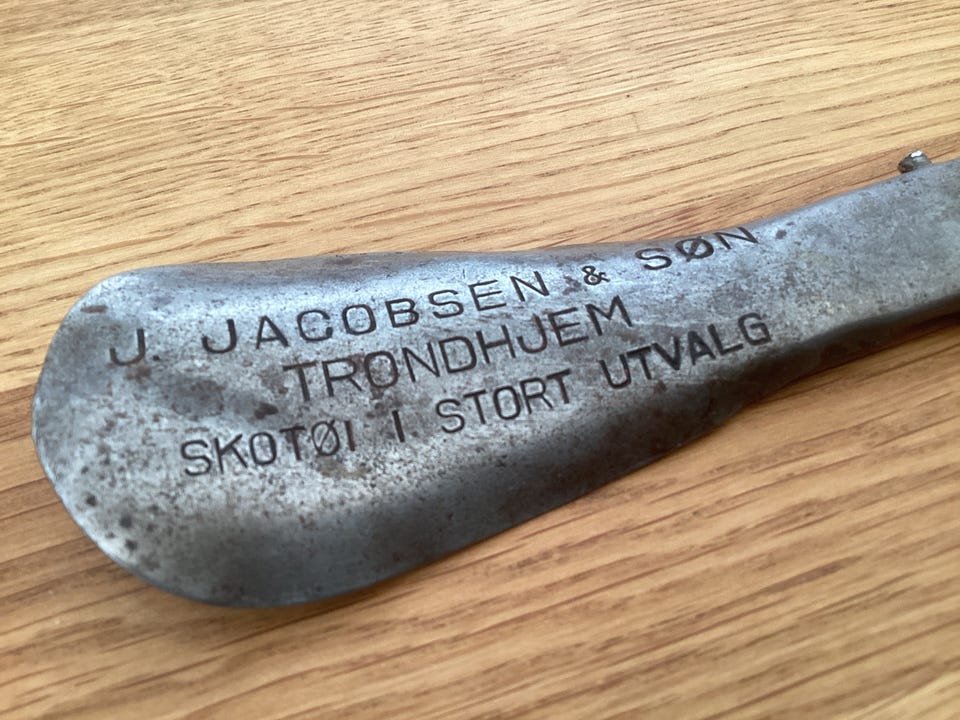 J. JACOBSEN & SØN
TRONDHJEM
SKOTØI I STORT UTVALG